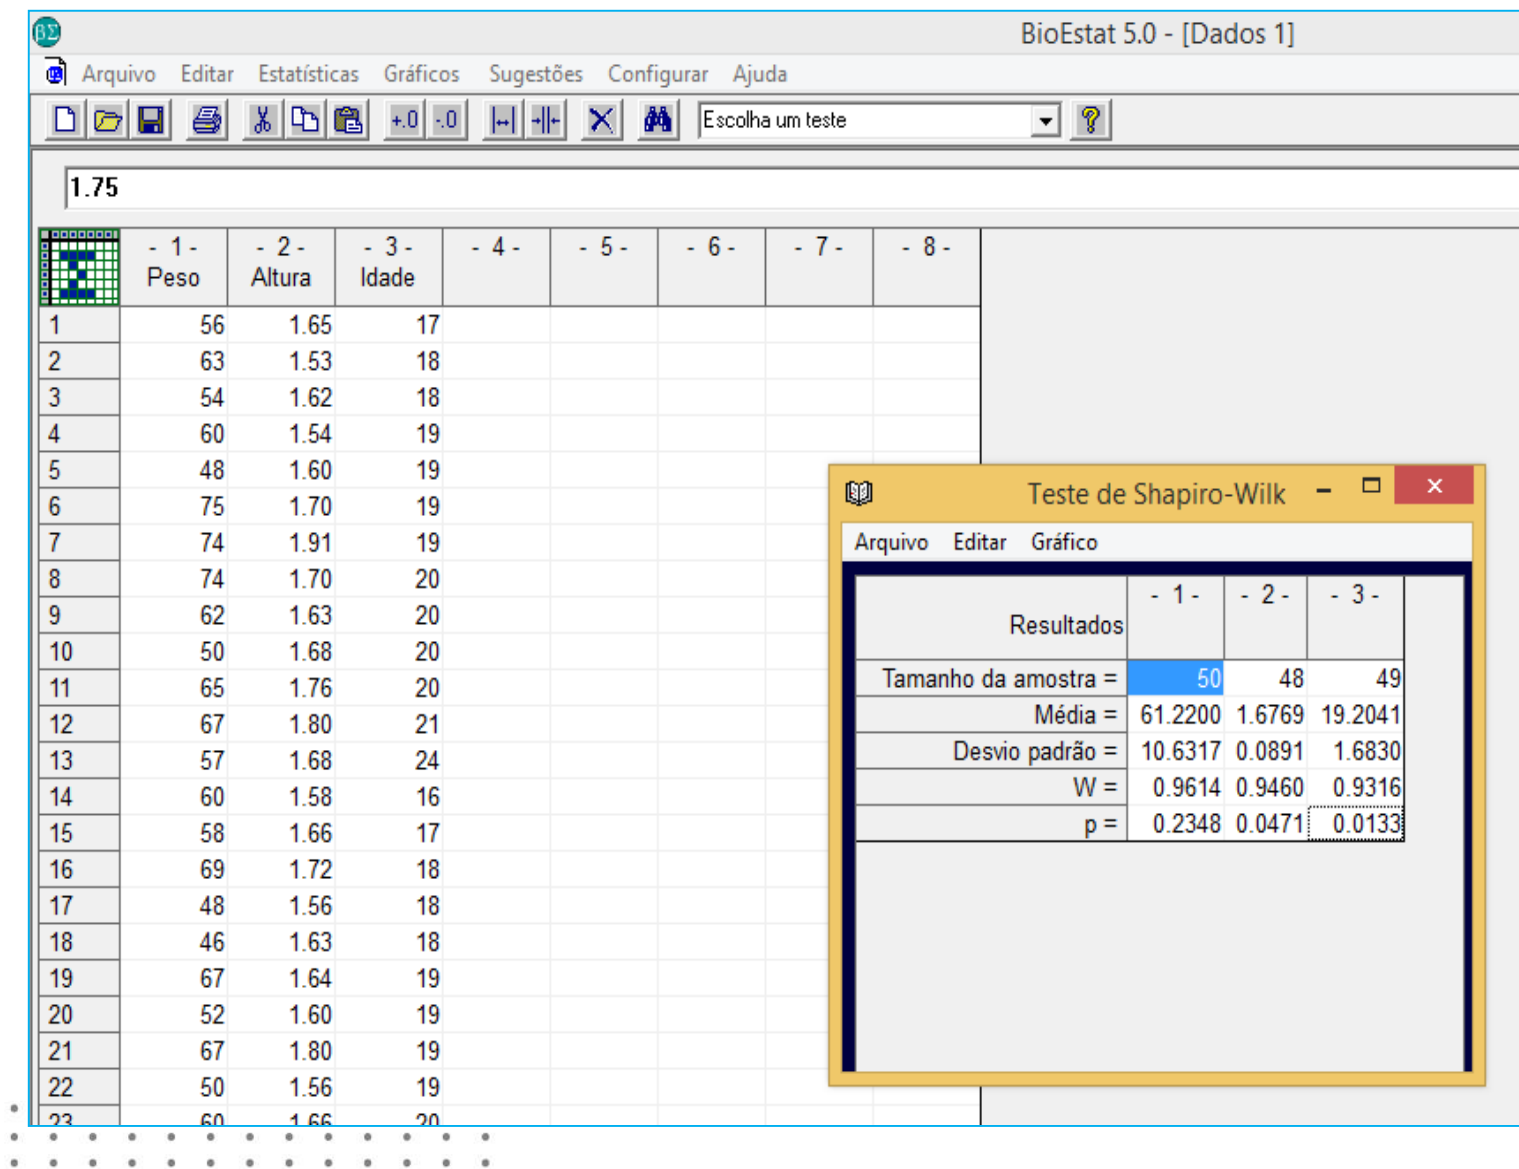 BioEstat 5.0 - [Dados 1]
Arquivo Editar Estatísticas Gráficos Sugestões Configurar Ajuda
+.0 -.0 Escolha um teste
1.75
- 1 - - 2 - - 3 - - 4 - - 5 - - 6 - - 7 - - 8 -
Peso Altura Idade
1 56 1.65 17
2 63 1.53 18
3 54 1.62 18
4 60 1.54 19
5 48 1.60 19
6 75 1.70 19
7 74 1.91 19
8 74 1.70 20
9 62 1.63 20
10 50 1.68 20
11 65 1.76 20
12 67 1.80 21
13 57 1.68 24
14 60 1.58 16
15 58 1.66 17
16 69 1.72 18
17 48 1.56 18
18 46 1.63 18
19 67 1.64 19
20 52 1.60 19
21 67 1.80 19
22 50 1.56 19
23 60 1.66 20
Teste de Shapiro-Wilk
Arquivo Editar Gráfico
- 1 - - 2 - - 3 -
Resultados
Tamanho da amostra = 50 48 49
Média = 61.2200 1.6769 19.2041
Desvio padrão = 10.6317 0.0891 1.6830
W = 0.9614 0.9460 0.9316
p = 0.2348 0.0471 0.0133